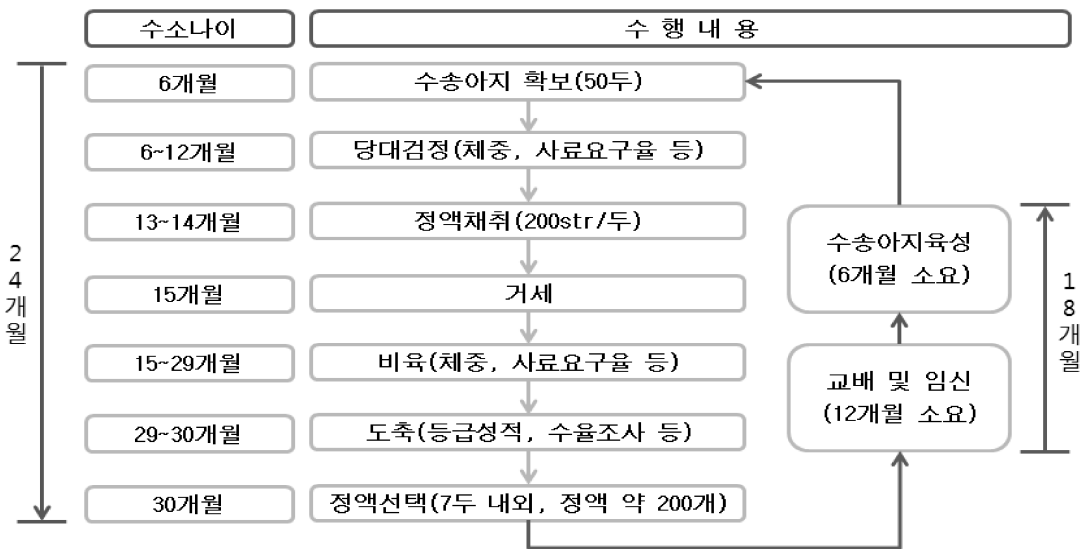 수소나이
수 행 내 용
6개월
수송아지 확보(50두)
6~12개월
당대검정(체중, 사료요구율 등)
13~14개월
정액채취(200str/두)
15개월
거세
15~29개월
비육(체중, 사료요구율 등)
29~30개월
도축(등급성적, 수율조사 등)
30개월
정액선택(7두 내외, 정액 약 200개)
24개월
수송아지육성
(6개월 소요)
교배 및 임신
(12개월 소요)
18개월